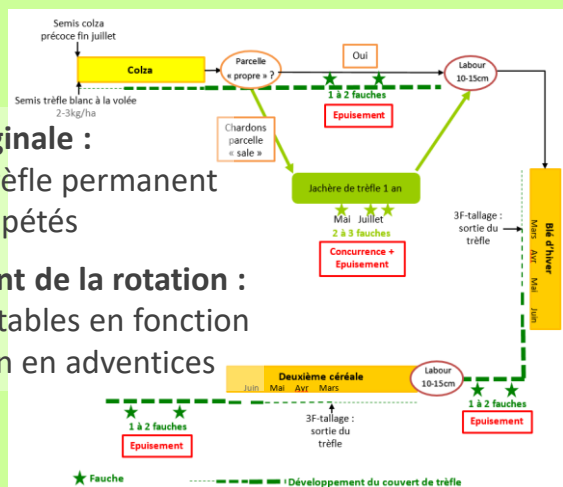 Semis colza
précoce fin juillet
Colza
Parcelle
« propre » ?
Oui
Labour
10-15cm
1 à 2 fauches
Epuisement
Semis trèfle blanc à la volée
2-3kg/ha
Chardons
parcelle
« sale »
ginale :
èfle permanent
pétés
Jachère de trèfle 1 an
Mai Juillet
2 à 3 fauches
Concurrence +
Epuisement
3F-tallage :
sortie du
trèfle
Blé d'hiver
Mars Avr Mai Juin
nt de la rotation :
tables en fonction
n en adventices
Deuxième céréale
Juin Mai Avr Mars
Labour
10-15cm
1 à 2 fauches
Epuisement
1 à 2 fauches
Epuisement
3F-tallage :
sortie du
trèfle
Fauche
Développement du couvert de trèfle